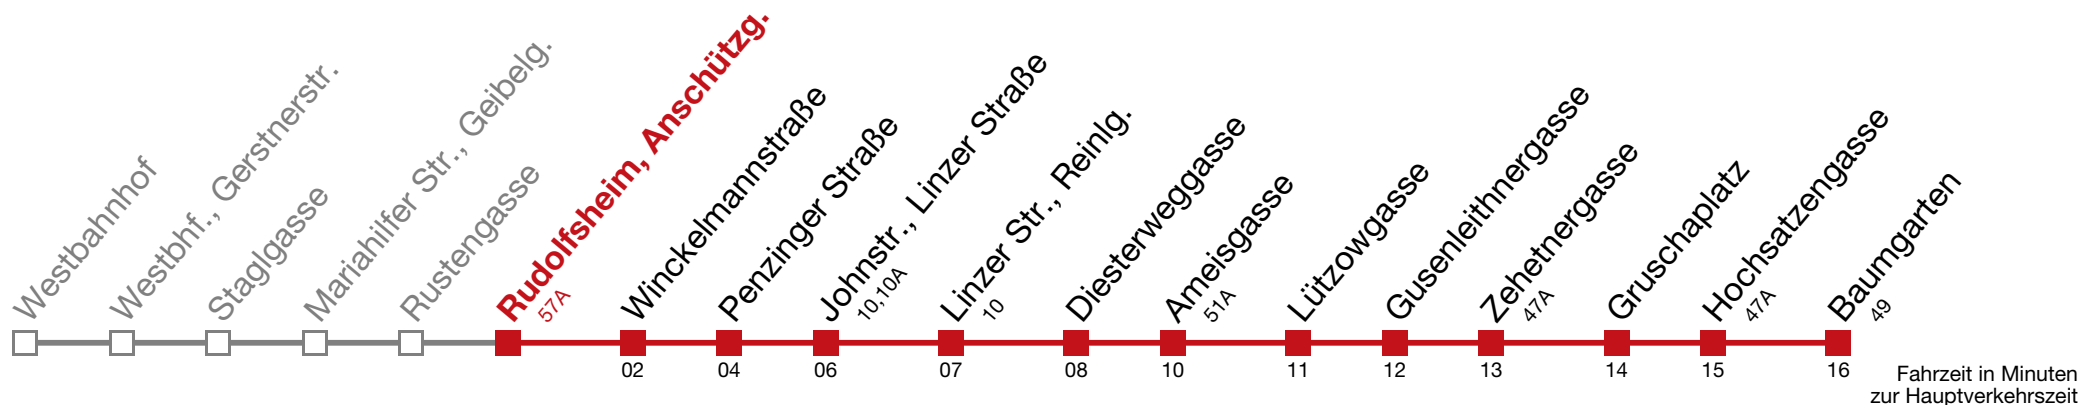 Westbahnhof
Westbhf., Gerstnerstr.
Staglgasse
Mariahilfer Str., Geibelg.
Rustengasse
Rudolfsheim, Anschützg.
57A
Winckelmannstraße
Penzinger Straße
Johnstr., Linzer Straße
10,10A
Linzer Str., Reinlg.
10
Diesterweggasse
Ameisgasse
51A
Lützowgasse
Gusenleithnergasse
Zehetnergasse
47A
Gruschaplatz
Hochsatzengasse
47A
Baumgarten
49
02 04 06 07 08 10 11 12 13 14 15 16
Fahrzeit in Minuten
zur Hauptverkehrszeit